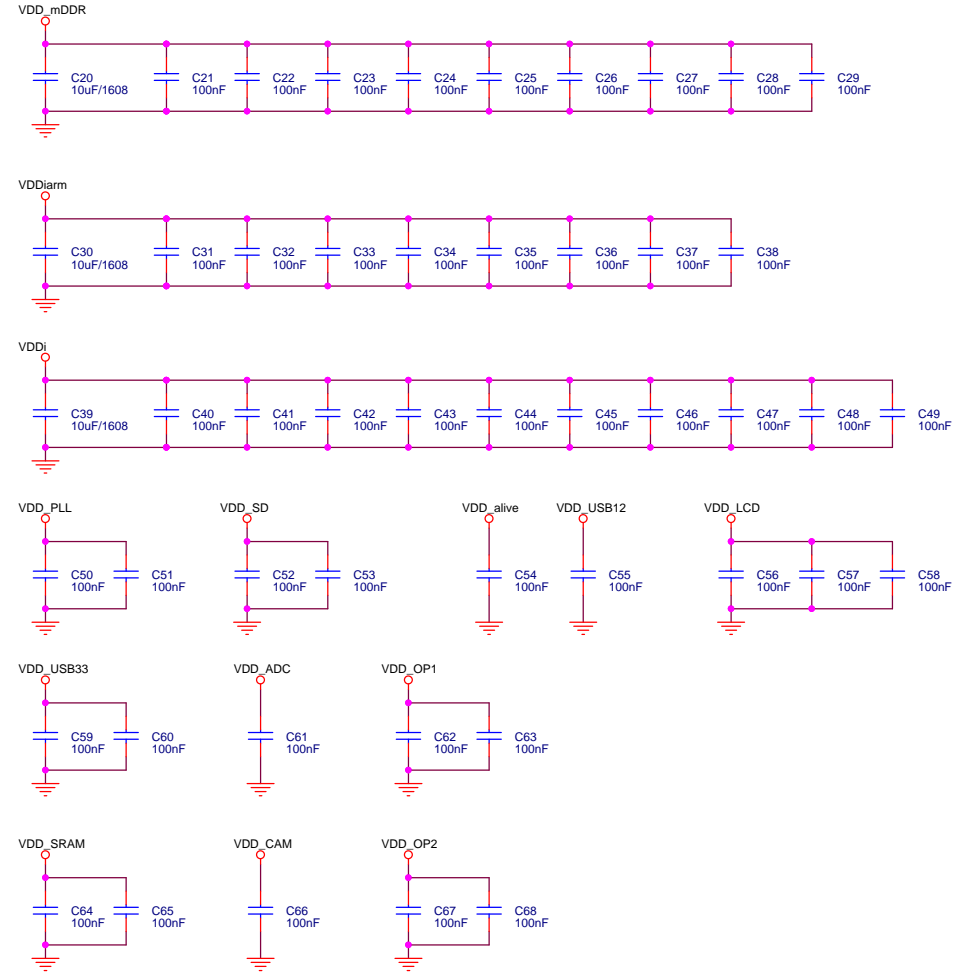 VDD_mDDR
C20 C21 C22 C23 C24 C25 C26 C27 C28 C29
10uF/1608 100nF 100nF 100nF 100nF 100nF 100nF 100nF 100nF 100nF
VDDiarm
C30 C31 C32 C33 C34 C35 C36 C37 C38
10uF/1608 100nF 100nF 100nF 100nF 100nF 100nF 100nF 100nF
VDDi
C39 C40 C41 C42 C43 C44 C45 C46 C47 C48 C49
10uF/1608 100nF 100nF 100nF 100nF 100nF 100nF 100nF 100nF 100nF 100nF
VDD_PLL VDD_SD VDD_alive VDD_USB12 VDD_LCD
C50 C51 C52 C53 C54 C55 C56 C57 C58
100nF 100nF 100nF 100nF 100nF 100nF 100nF 100nF 100nF
VDD_USB33 VDD_ADC VDD_OP1
C59 C60 C61 C62 C63
100nF 100nF 100nF 100nF 100nF
VDD_SRAM VDD_CAM VDD_OP2
C64 C65 C66 C67 C68
100nF 100nF 100nF 100nF 100nF